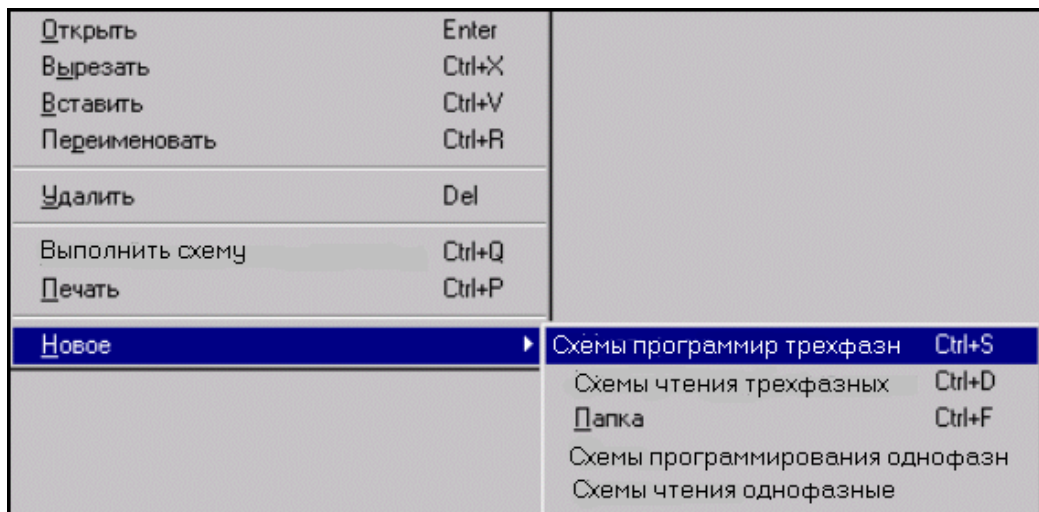 Открыть Enter
Вырезать Ctrl+X
Вставить Ctrl+V
Переименовать Ctrl+R
Удалить Del
Выполнить схему Ctrl+Q
Печать Ctrl+P
Новое
Схемы программир трехфазн Ctrl+S
Схемы чтения трехфазных Ctrl+D
Папка Ctrl+F
Схемы программирования однофазн
Схемы чтения однофазные